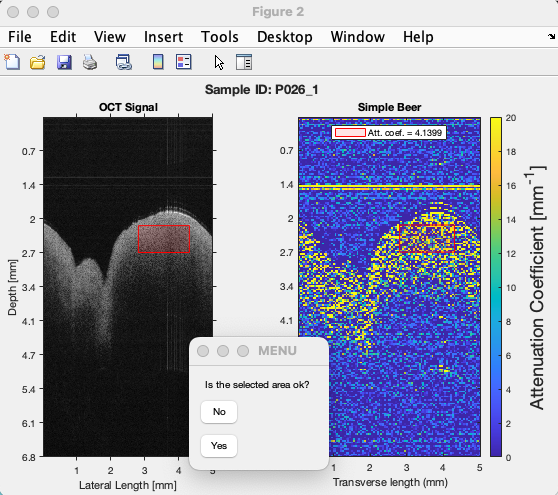 Figure 2
File Edit View Insert Tools Desktop Window Help
Sample ID: P026_1
OCT Signal
Simple Beer
Att. coef. = 4.1399
0.7
1.4
2
2.7
3.4
4.1
4.7
5.4
6.1
6.8
Depth [mm]
1 2 3 4 5
Lateral Length [mm]
0.7
1.4
2
2.7
3.4
4.1
1 2 3 4 5
Transverse length (mm)
20
18
16
14
12
10
8
6
4
2
0
Attenuation Coefficient [mm-1]
MENU
Is the selected area ok?
No
Yes